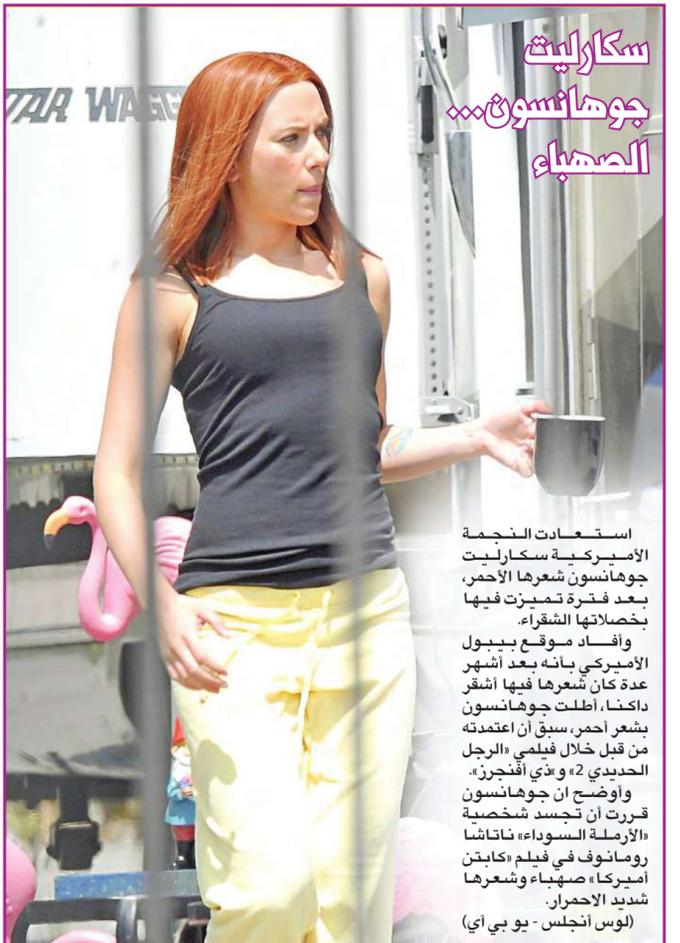 سكارليت
جوهانسون...
الصهباء
TAR WAGG
استعادت النجمة
الأميركية سكارليت
جوهانسون شعرها الأحمر،
بعد فترة تميزت فيها
بخصلاتها الشقراء.
وأفاد موقع بيبول
الأميركي بأنه بعد أشهر
عدة كان شعرها فيها أشقر
داكنا، أطلت جوهانسون
بشعر أحمر، سبق أن اعتمدته
من قبل خلال فيلمي «الرجل
الحديدي 2» و«ذي أفنجرز».
وأوضح ان جوهانسون
قررت أن تجسد شخصية
«الأرملة السوداء» ناتاشا
رومانوف في فيلم «كابتن
أميركا» صهباء وشعرها
شديد الاحمرار.
(لوس أنجلس - يو بي آي)